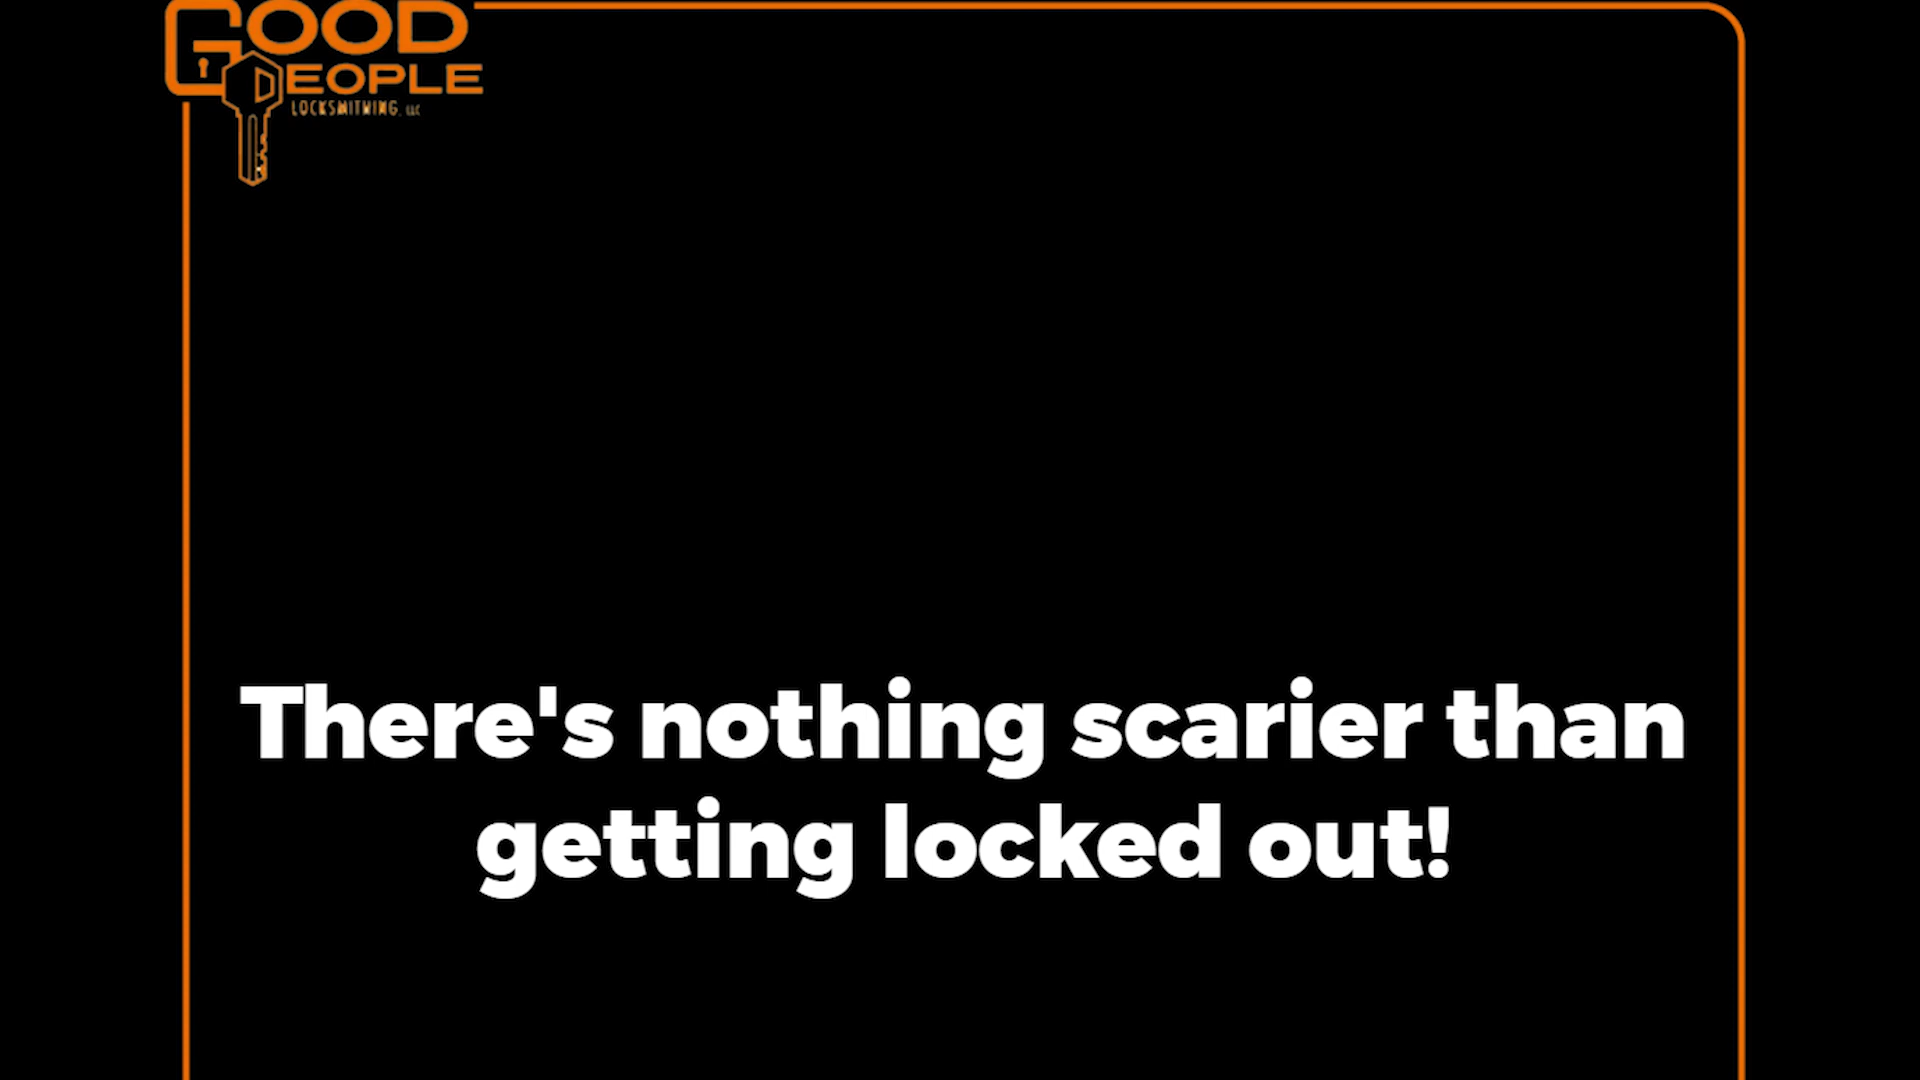 GOOD
PEOPLE
LOCKSMITHING, LLC
There's nothing scarier than
getting locked out!